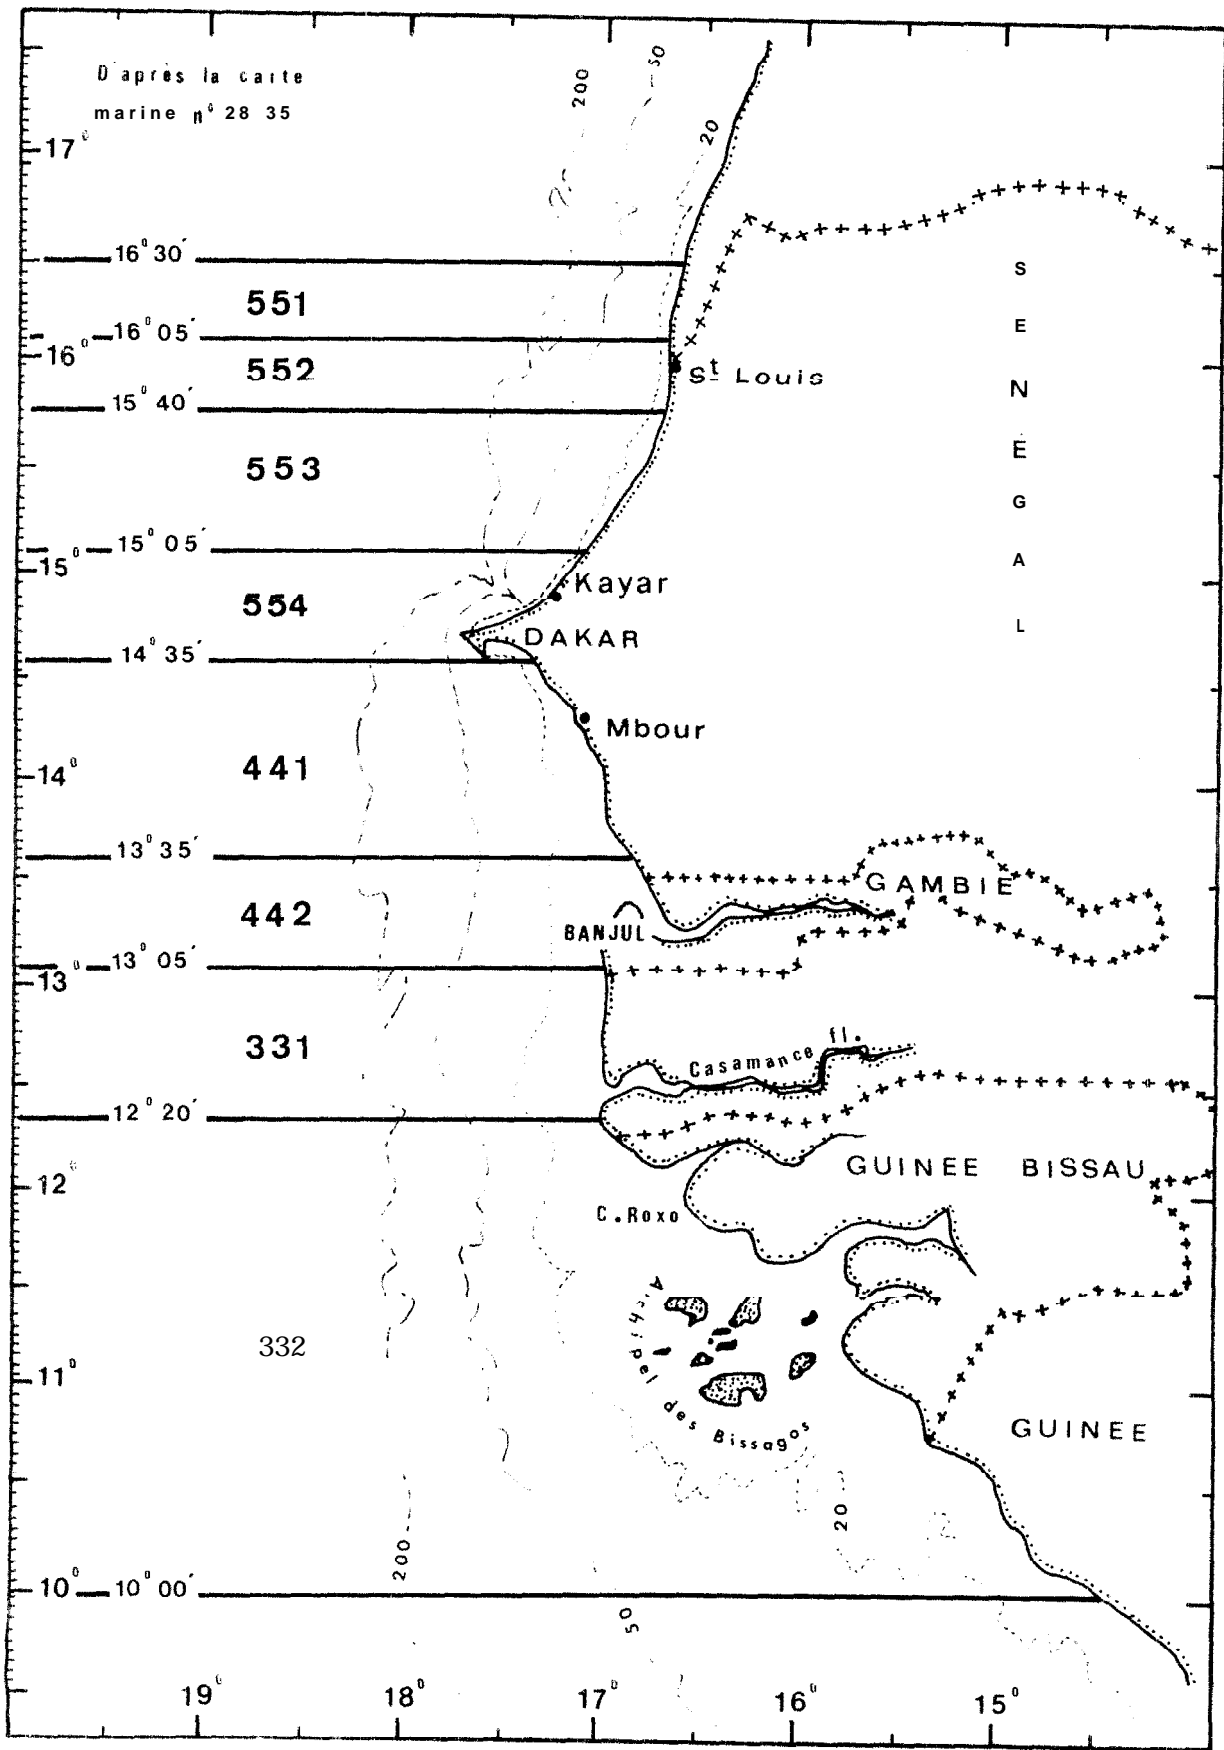 D'après la carte
marine n° 28 35
200
50
20
17°
16° 30'
551
16° 05'
16°
552
St Louis
15° 40'
553
15° 05'
15°
Kayar
554
DAKAR
14° 35'
Mbour
441
14°
13° 35'
GAMBIE
442
BANJUL
13° 05'
13°
331
Casamance fl.
12° 20'
12°
GUINEE BISSAU
C. Roxo
Archipel des Bissagos
332
11°
GUINEE
20
200
10°
10° 00'
50
19°
18°
17°
16°
15°
SENEGAL